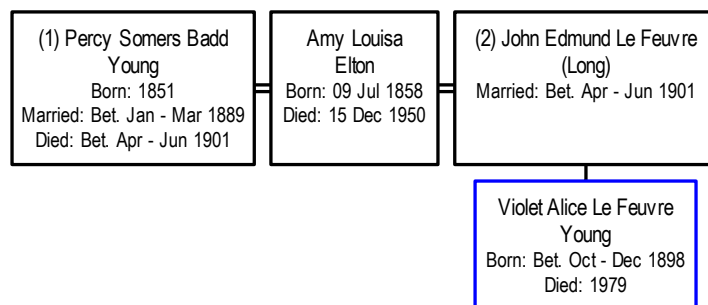 (1) Percy Somers Badd
Young
Born: 1851
Married: Bet. Jan - Mar 1889
Died: Bet. Apr - Jun 1901
Amy Louisa
Elton
Born: 09 Jul 1858
Died: 15 Dec 1950
(2) John Edmund Le Feuvre
(Long)
Married: Bet. Apr - Jun 1901
Violet Alice Le Feuvre
Young
Born: Bet. Oct - Dec 1898
Died: 1979